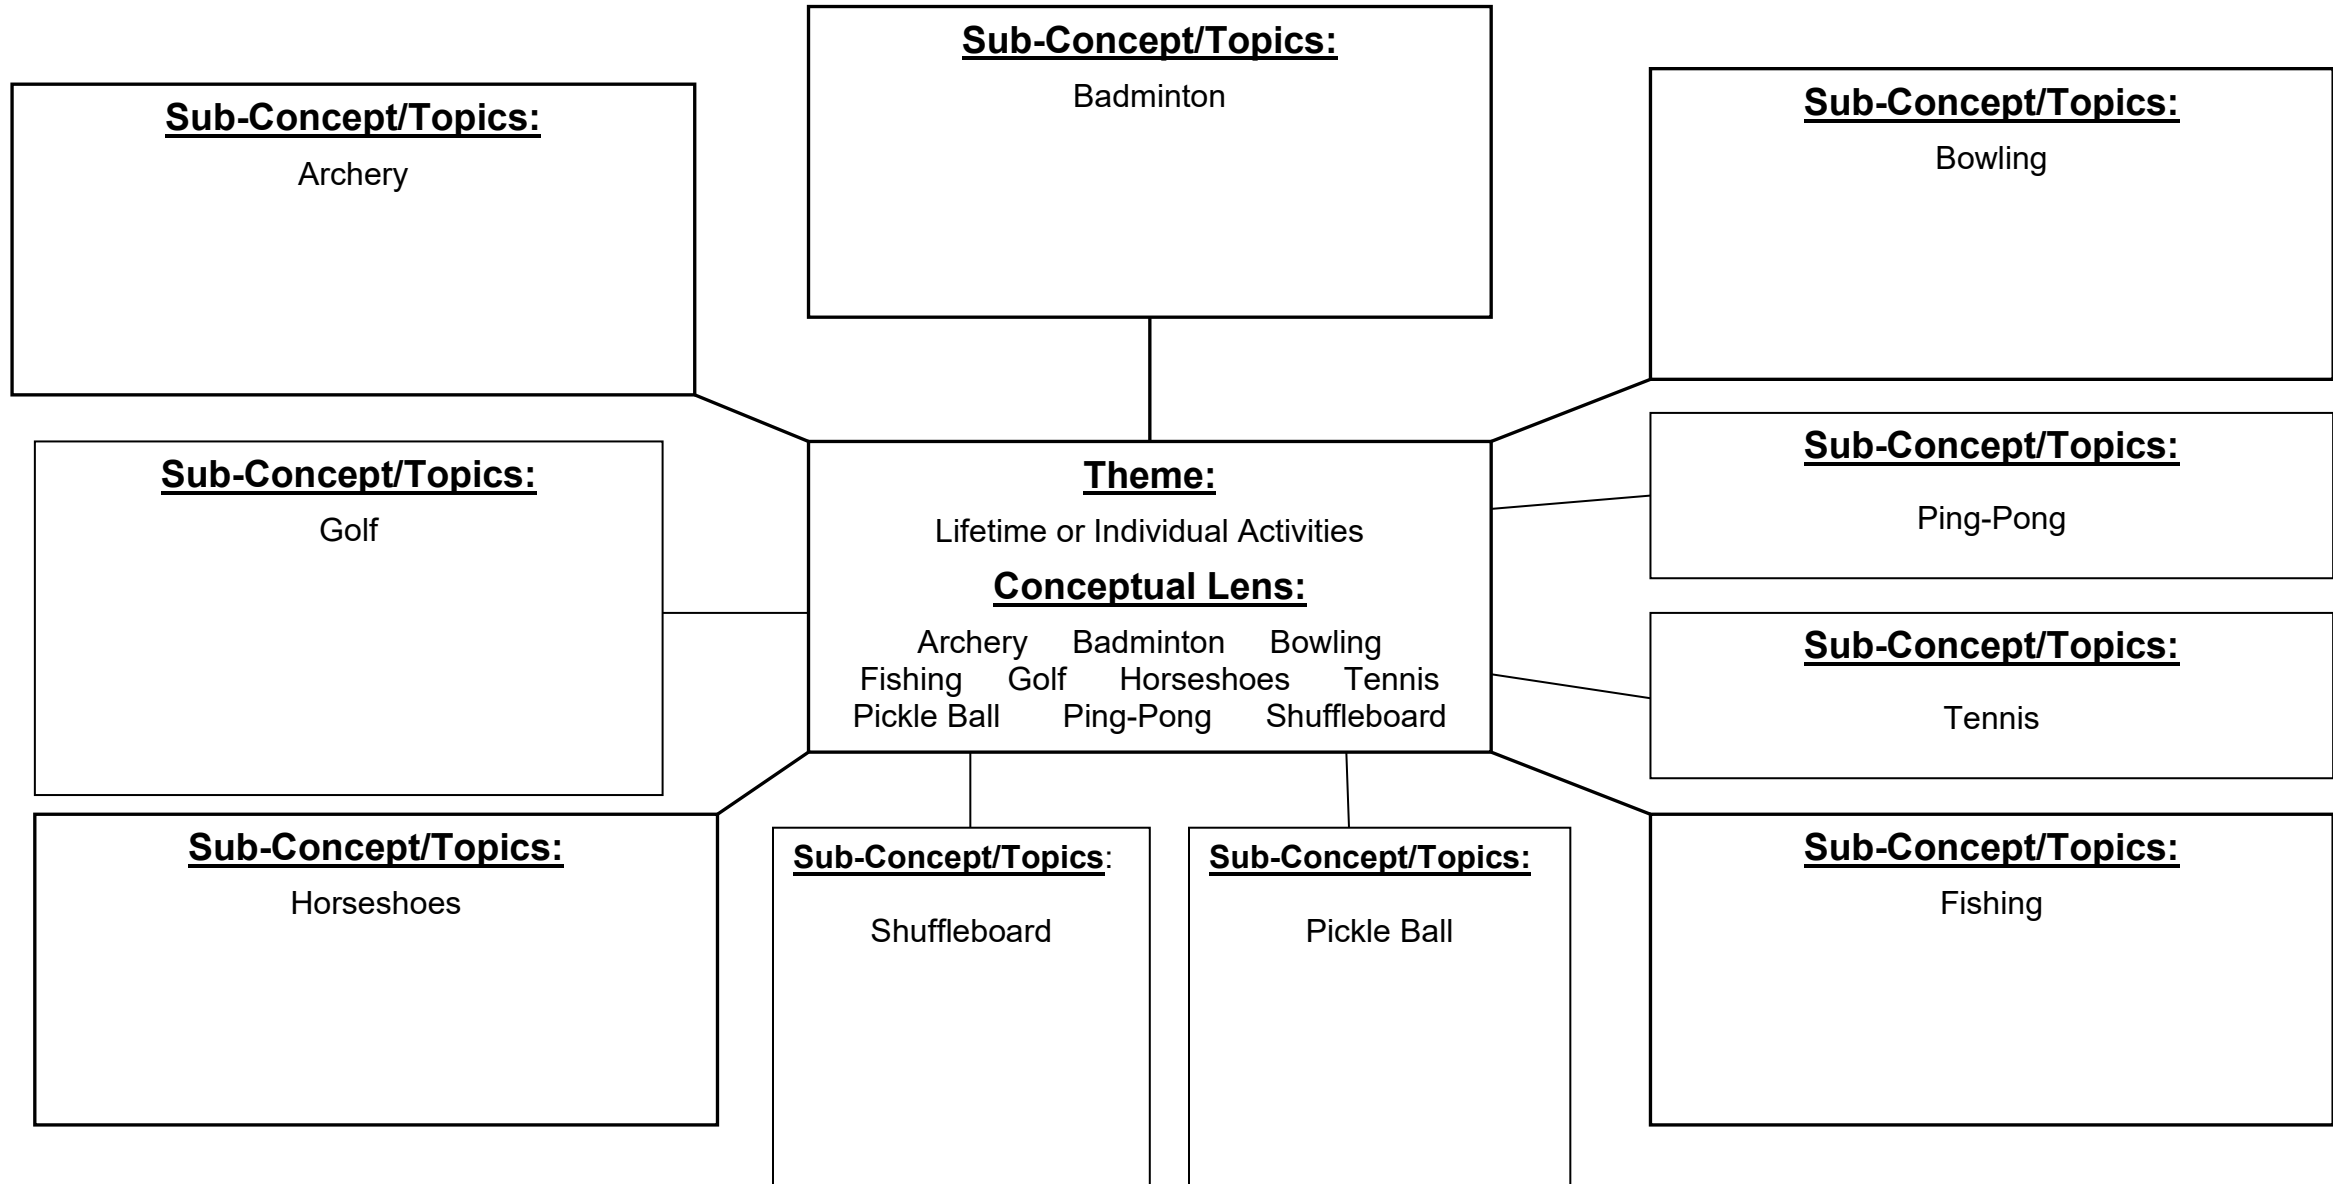 Sub-Concept/Topics:
Badminton
Sub-Concept/Topics:
Archery
Sub-Concept/Topics:
Bowling
Sub-Concept/Topics:
Golf
Theme:
Lifetime or Individual Activities
Conceptual Lens:
Archery Badminton Bowling
Fishing Golf Horseshoes Tennis
Pickle Ball Ping-Pong Shuffleboard
Sub-Concept/Topics:
Ping-Pong
Sub-Concept/Topics:
Tennis
Sub-Concept/Topics:
Horseshoes
Sub-Concept/Topics:
Shuffleboard
Sub-Concept/Topics:
Pickle Ball
Sub-Concept/Topics:
Fishing